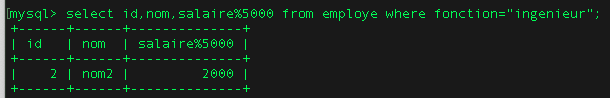 [mysql> select id,nom,salaire%5000 from employe where fonction="ingenieur";
+------+------+--------------+
| id   | nom  | salaire%5000 |
+------+------+--------------+
|    2 | nom2 |         2000 |
+------+------+--------------+